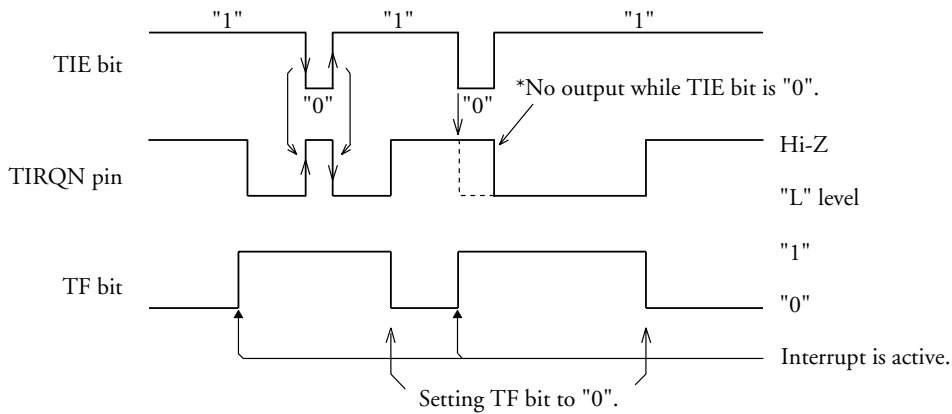 "1" "1" "1"
TIE bit
"0" "0" *No output while TIE bit is "0".
Hi-Z
TIRQN pin
"L" level
"1"
TF bit
"0"
Interrupt is active.
Setting TF bit to "0".